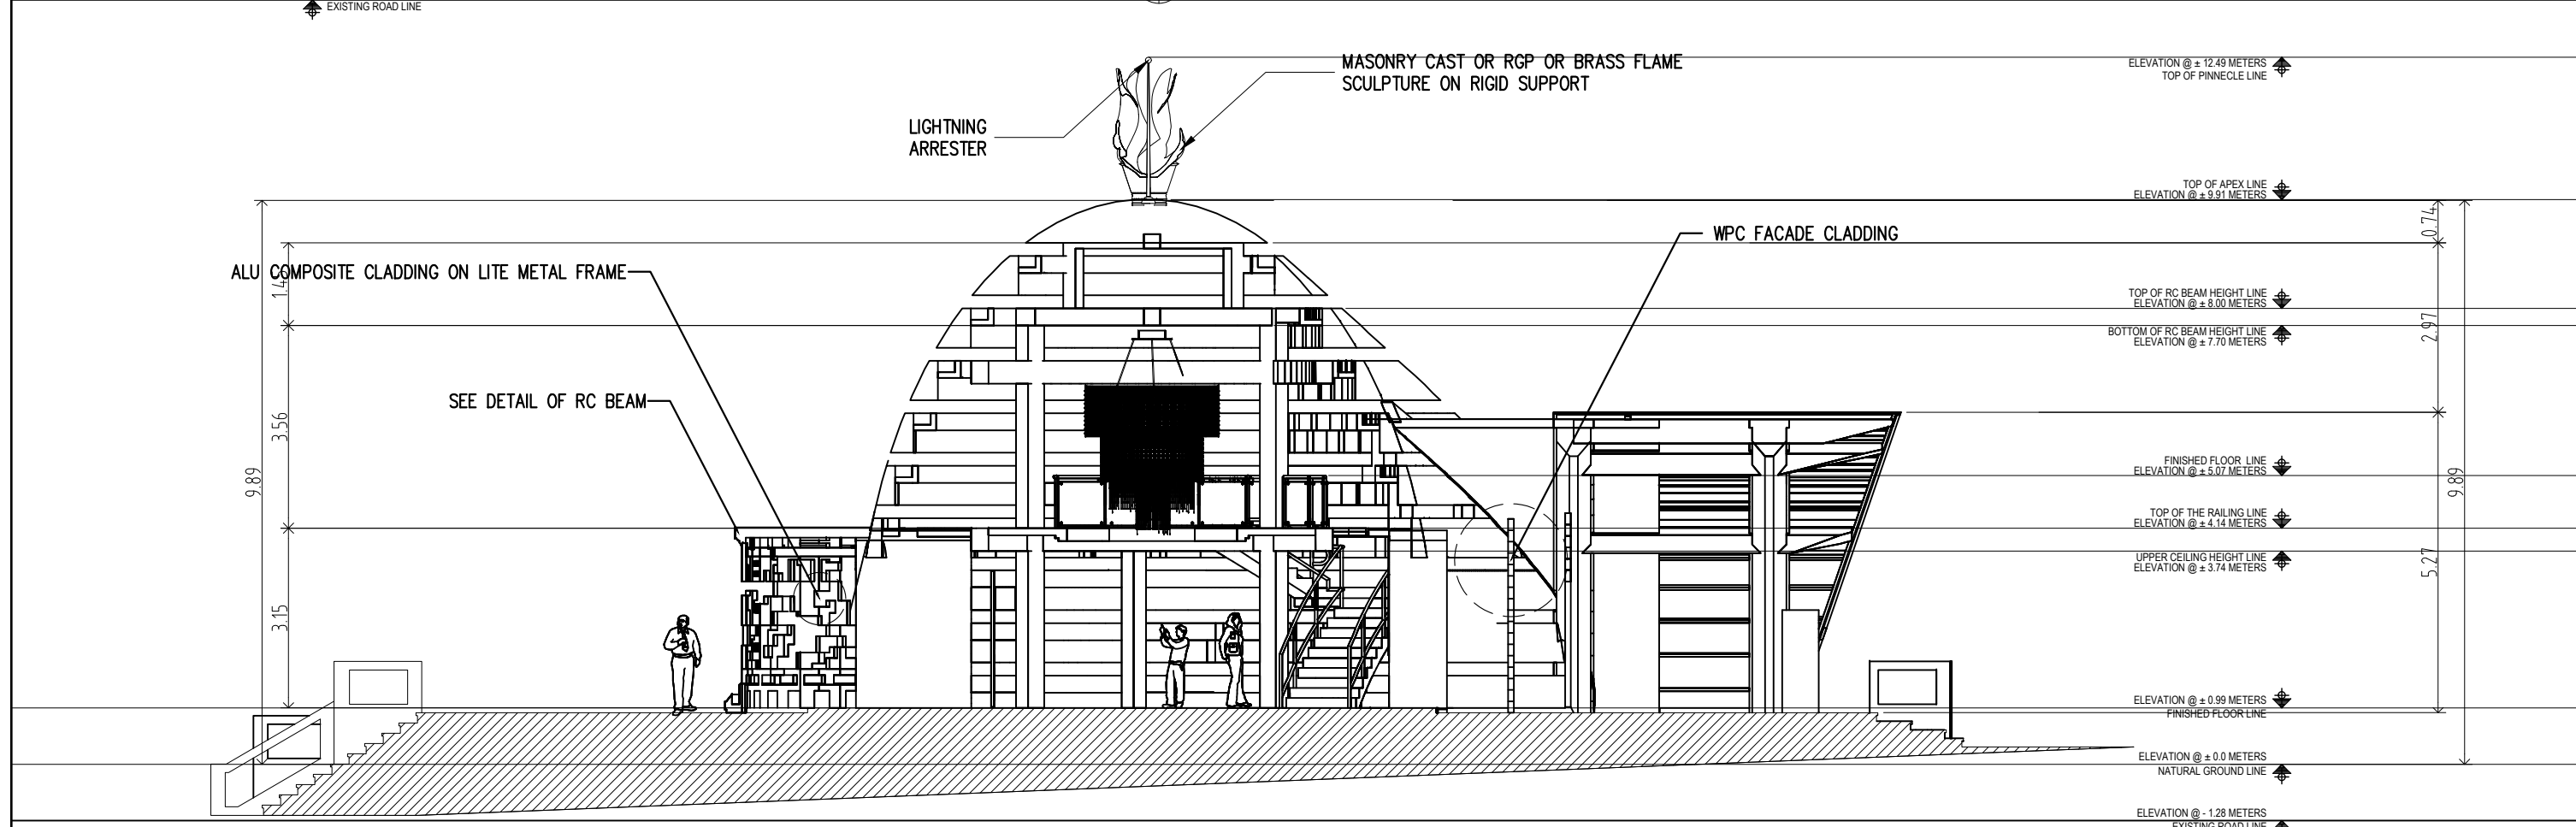 EXISTING ROAD LINE
MASONRY CAST OR RGP OR BRASS FLAME
SCULPTURE ON RIGID SUPPORT
ELEVATION @ ± 12.49 METERS
TOP OF PINNECLE LINE
LIGHTNING
ARRESTER
TOP OF APEX LINE
ELEVATION @ ± 9.91 METERS
0.74
WPC FACADE CLADDING
ALU COMPOSITE CLADDING ON LITE METAL FRAME
TOP OF RC BEAM HEIGHT LINE
ELEVATION @ ± 8.00 METERS
BOTTOM OF RC BEAM HEIGHT LINE
ELEVATION @ ± 7.70 METERS
2.97
SEE DETAIL OF RC BEAM
3.56
9.89
FINISHED FLOOR LINE
ELEVATION @ ± 5.07 METERS
9.89
TOP OF THE RAILING LINE
ELEVATION @ ± 4.14 METERS
UPPER CEILING HEIGHT LINE
ELEVATION @ ± 3.74 METERS
5.27
3.15
ELEVATION @ ± 0.99 METERS
FINISHED FLOOR LINE
ELEVATION @ ± 0.0 METERS
NATURAL GROUND LINE
ELEVATION @ - 1.28 METERS
EXISTING ROAD LINE